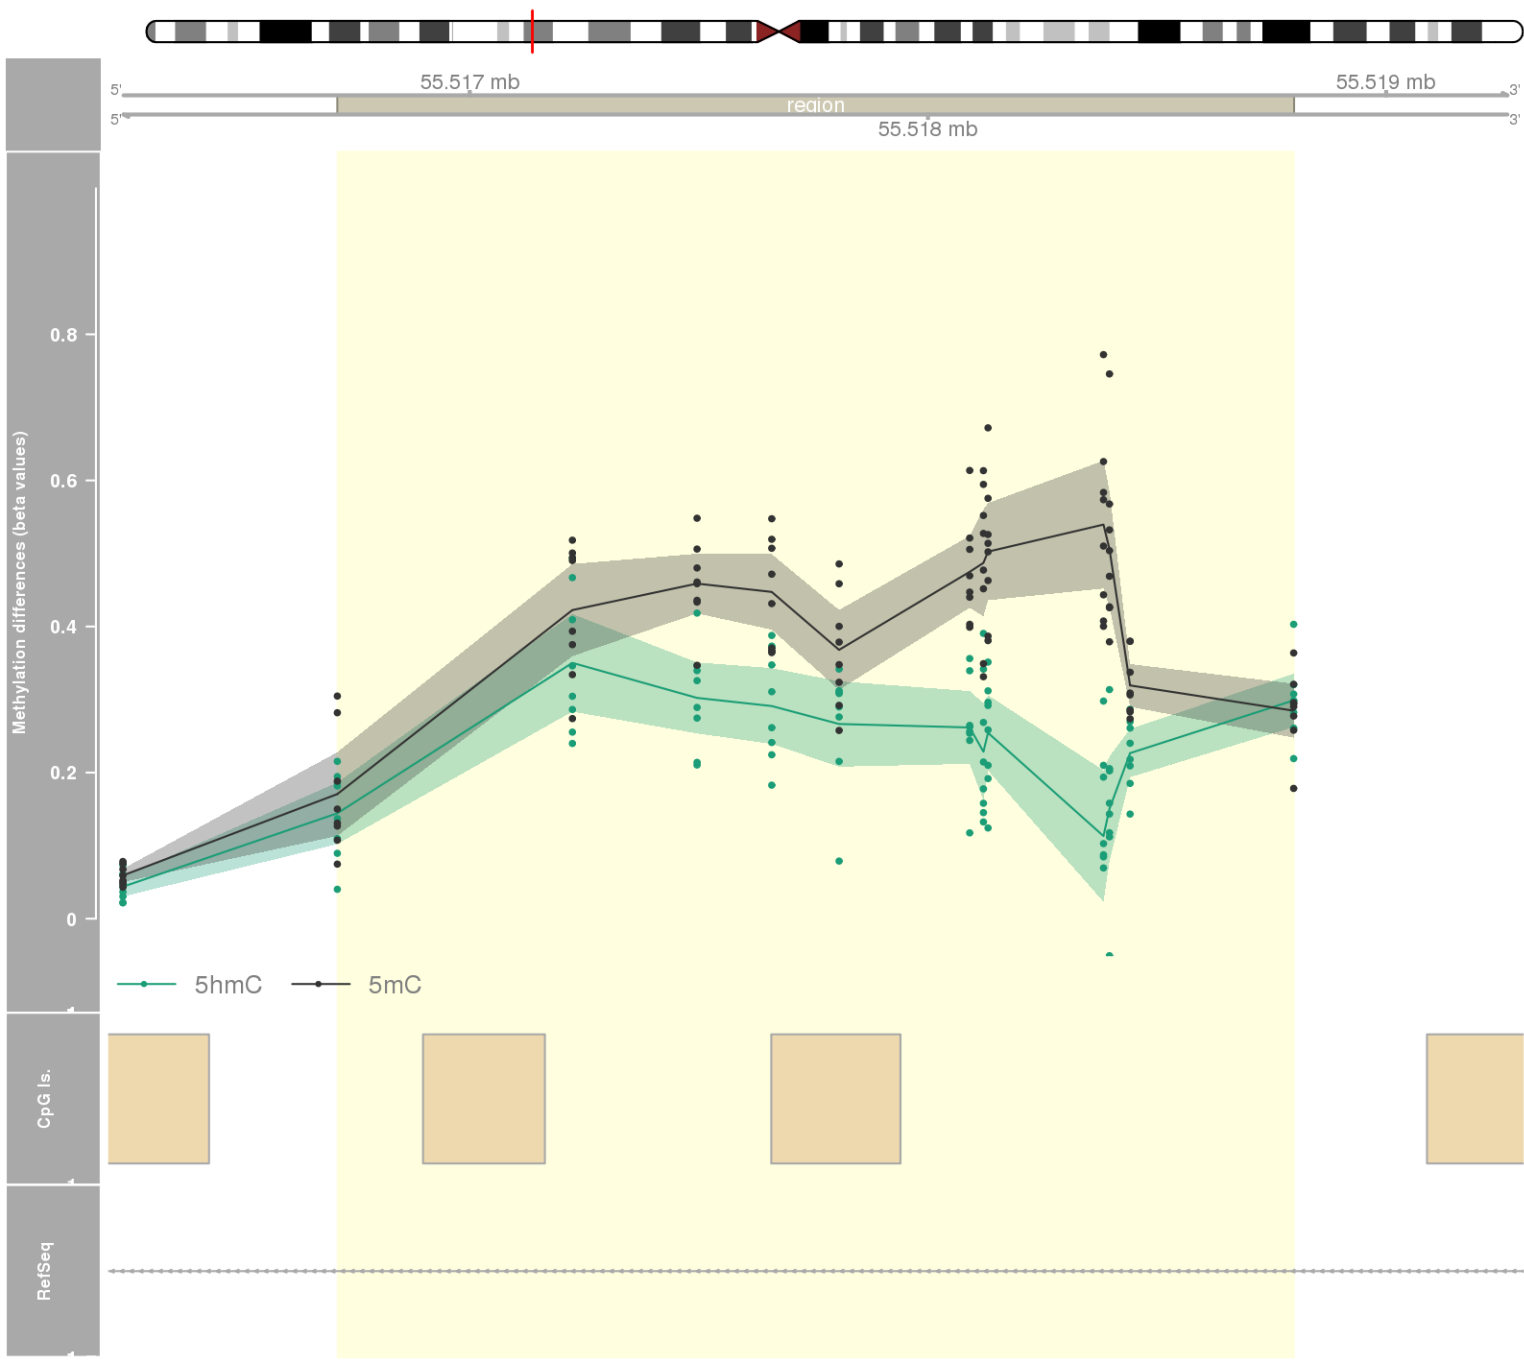 55.517 mb
55.519 mb
5'
3'
region
5'
3'
55.518 mb
Methylation differences (beta values)
0.8
0.6
0.4
0.2
0
5hmC
5mC
CpG Is.
RefSeq